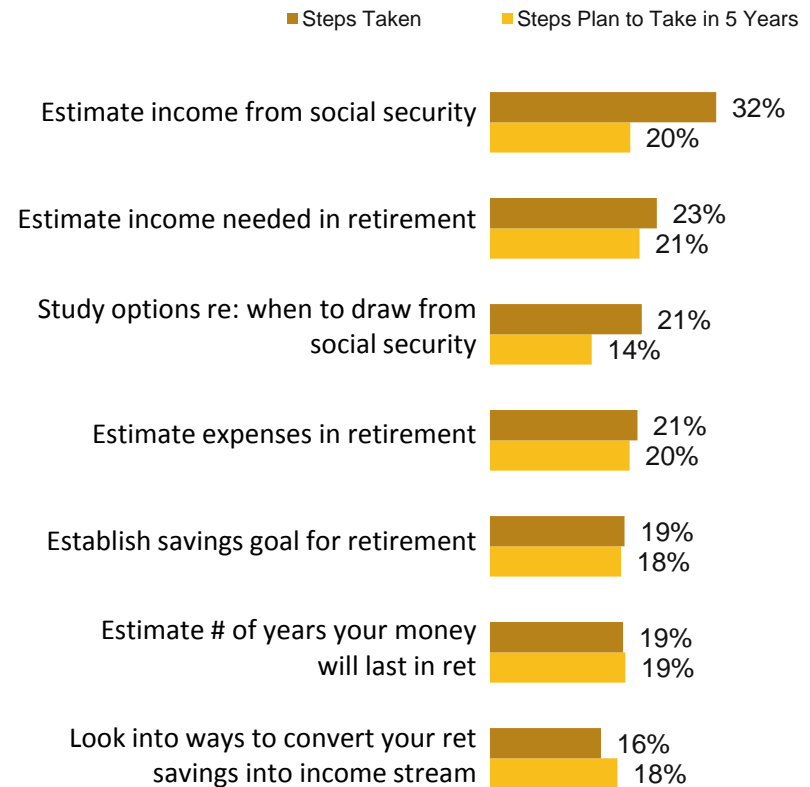 Steps Taken Steps Plan to Take in 5 Years
Estimate income from social security 32%
20%
Estimate income needed in retirement 23%
21%
Study options re: when to draw from
social security 21%
14%
Estimate expenses in retirement 21%
20%
Establish savings goal for retirement 19%
18%
Estimate # of years your money
will last in ret 19%
19%
Look into ways to convert your ret
savings into income stream 16%
18%